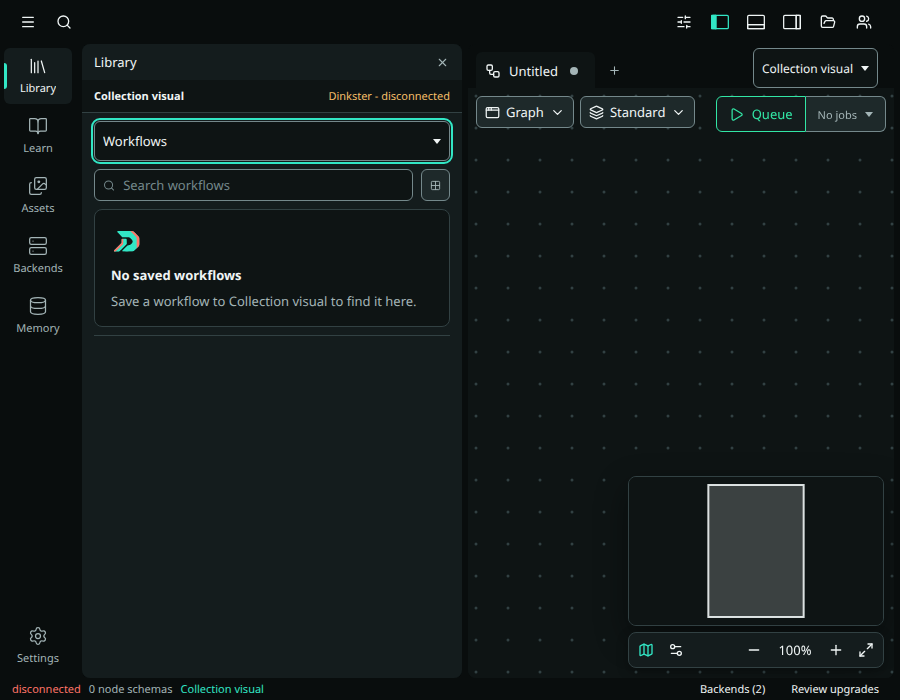 Library
Untitled
Collection visual
Library
Collection visual
Dinkster - disconnected
Graph
Standard
Queue
No jobs
Workflows
Learn
Search workflows
Assets
No saved workflows
Backends
Save a workflow to Collection visual to find it here.
Memory
100%
Settings
disconnected
0 node schemas
Collection visual
Backends (2)
Review upgrades